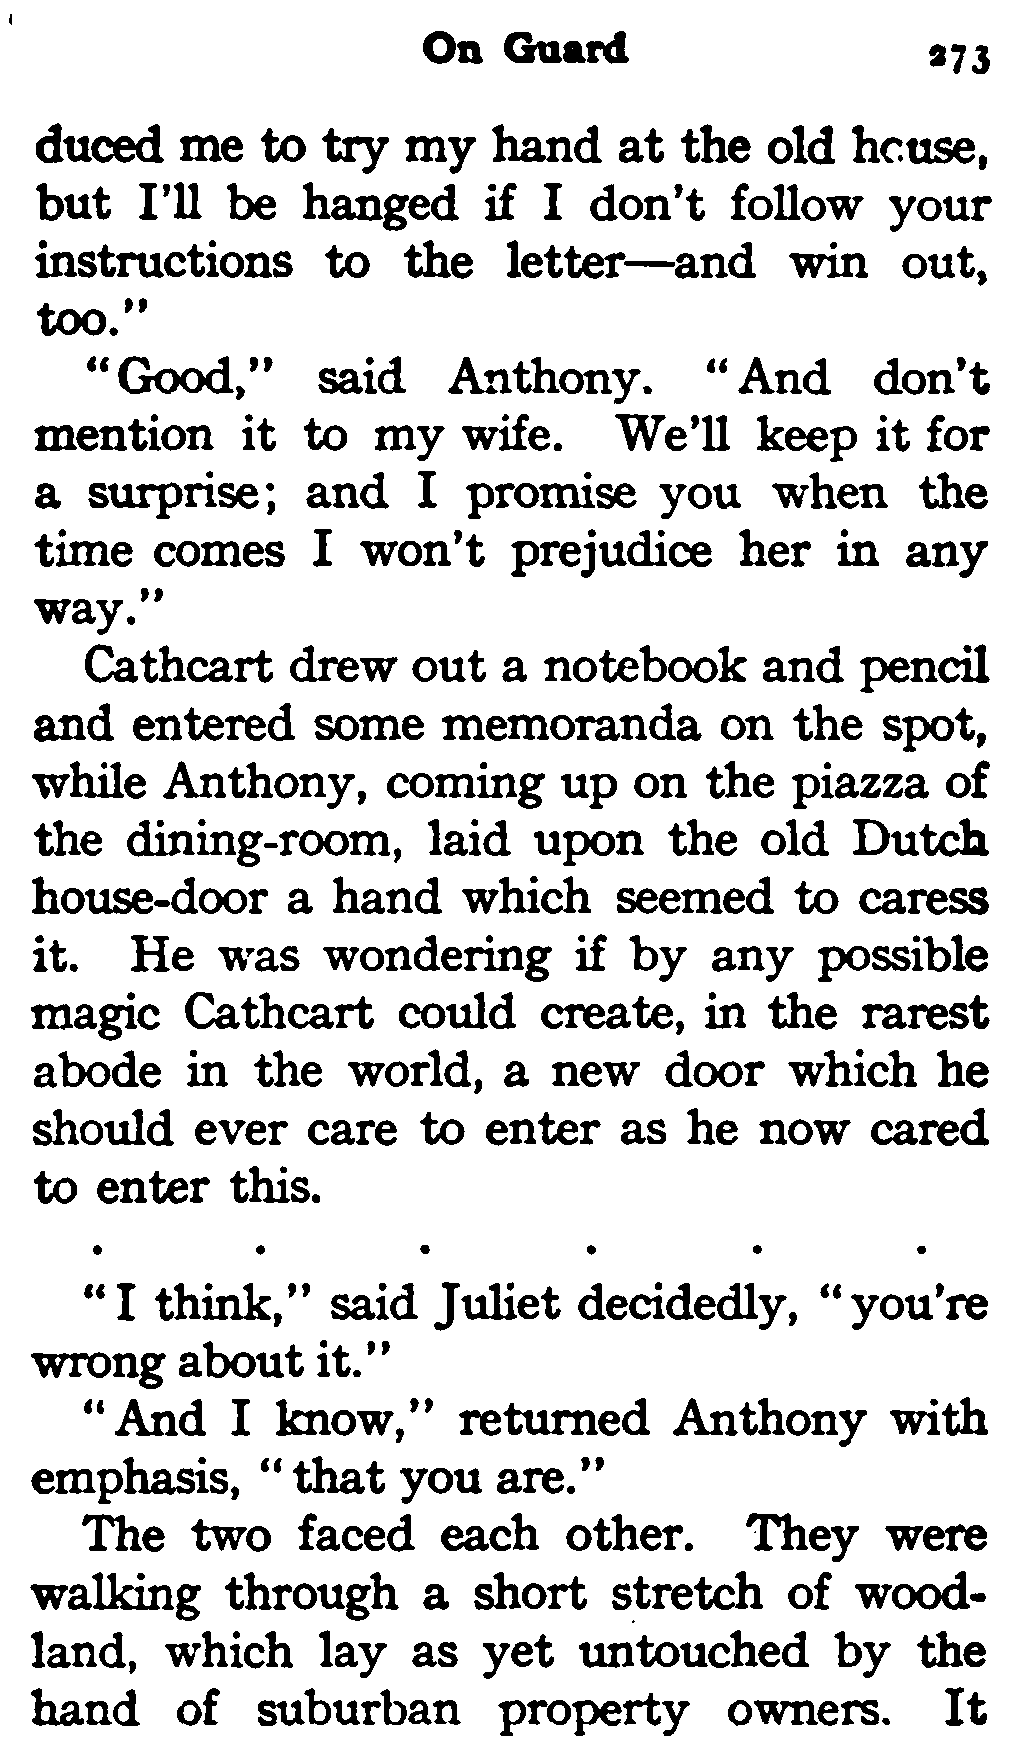 On Guard 273
duced me to try my hand at the old house,
but I'll be hanged if I don't follow your
instructions to the letter—and win out,
too."
"Good," said Anthony. "And don't
mention it to my wife. We'll keep it for
a surprise; and I promise you when the
time comes I won't prejudice her in any
way."
Cathcart drew out a notebook and pencil
and entered some memoranda on the spot,
while Anthony, coming up on the piazza of
the dining-room, laid upon the old Dutch
house-door a hand which seemed to caress
it. He was wondering if by any possible
magic Cathcart could create, in the rarest
abode in the world, a new door which he
should ever care to enter as he now cared
to enter this.
. . . . . .
"I think," said Juliet decidedly, "you're
wrong about it."
"And I know," returned Anthony with
emphasis, "that you are."
The two faced each other. They were
walking through a short stretch of wood-
land, which lay as yet untouched by the
hand of suburban property owners. It